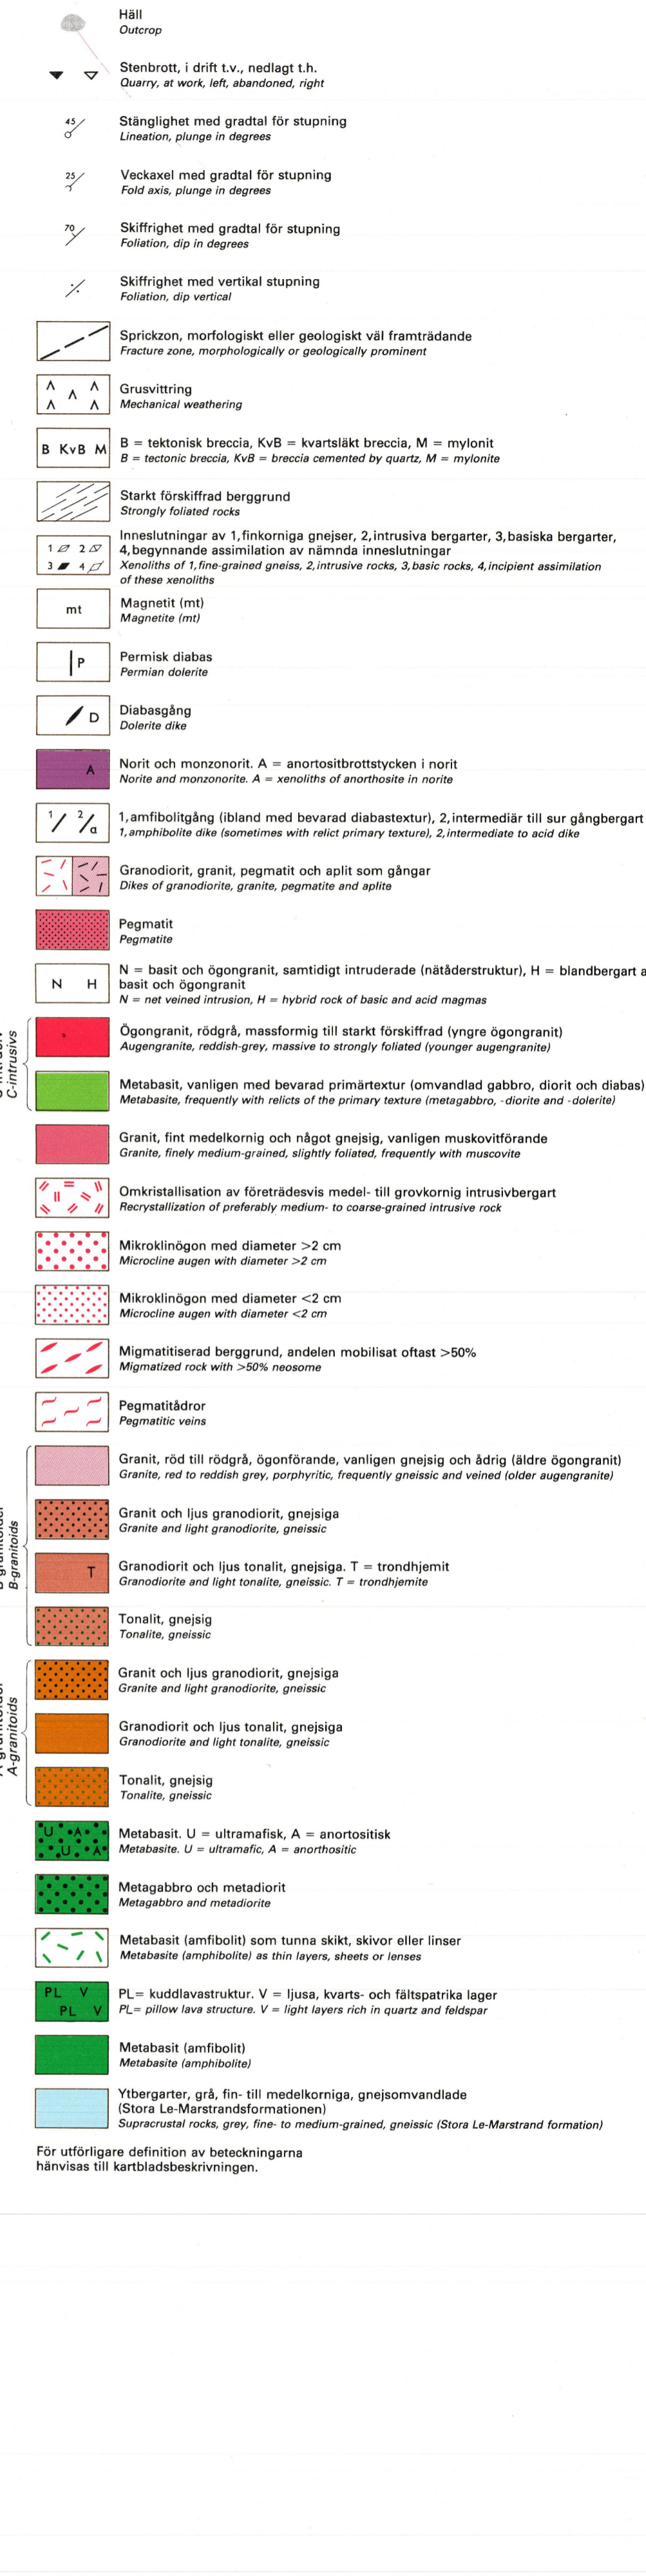 Häll
Outcrop
Stenbrott, i drift t.v., nedlagt t.h.
Quarry, at work, left, abandoned, right
45
Stänglighet med gradtal för stupning
Lineation, plunge in degrees
25
Veckaxel med gradtal för stupning
Fold axis, plunge in degrees
70
Skiffrighet med gradtal för stupning
Foliation, dip in degrees
Skiffrighet med vertikal stupning
Foliation, dip vertical
Sprickzon, morfologiskt eller geologiskt väl framträdande
Fracture zone, morphologically or geologically prominent
Grusvittring
Mechanical weathering
B KvB M
B = tektonisk breccia, KvB = kvartsläkt breccia, M = mylonit
B = tectonic breccia, KvB = breccia cemented by quartz, M = mylonite
Starkt förskiffrad berggrund
Strongly foliated rocks
1 2
3 4
Inneslutningar av 1,finkorniga gnejser, 2,intrusiva bergarter, 3,basiska bergarter,
4,begynnande assimilation av nämnda inneslutningar
Xenoliths of 1,fine-grained gneiss, 2,intrusive rocks, 3,basic rocks, 4,incipient assimilation
of these xenoliths
mt
Magnetit (mt)
Magnetite (mt)
P
Permisk diabas
Permian dolerite
D
Diabasgång
Dolerite dike
A
Norit och monzonorit. A = anortositbrottstycken i norit
Norite and monzonorite. A = xenoliths of anorthosite in norite
1 2 a
1,amfibolitgång (ibland med bevarad diabastextur), 2,intermediär till sur gångbergart
1,amphibolite dike (sometimes with relict primary texture), 2,intermediate to acid dike
Granodiorit, granit, pegmatit och aplit som gångar
Dikes of granodiorite, granite, pegmatite and aplite
Pegmatit
Pegmatite
N H
N = basit och ögongranit, samtidigt intruderade (nätåderstruktur), H = blandbergart a
basit och ögongranit
N = net veined intrusion, H = hybrid rock of basic and acid magmas
C-intrusivs
Ögongranit, rödgrå, massformig till starkt förskiffrad (yngre ögongranit)
Augengranite, reddish-grey, massive to strongly foliated (younger augengranite)
Metabasit, vanligen med bevarad primärtextur (omvandlad gabbro, diorit och diabas)
Metabasite, frequently with relicts of the primary texture (metagabbro, -diorite and -dolerite)
Granit, fint medelkornig och något gnejsig, vanligen muskovitförande
Granite, finely medium-grained, slightly foliated, frequently with muscovite
Omkristallisation av företrädesvis medel- till grovkornig intrusivbergart
Recrystallization of preferably medium- to coarse-grained intrusive rock
Mikroklinögon med diameter >2 cm
Microcline augen with diameter >2 cm
Mikroklinögon med diameter <2 cm
Microcline augen with diameter <2 cm
Migmatitiserad berggrund, andelen mobilisat oftast >50%
Migmatized rock with >50% neosome
Pegmatitådror
Pegmatitic veins
B-granitoids
Granit, röd till rödgrå, ögonförande, vanligen gnejsig och ådrig (äldre ögongranit)
Granite, red to reddish grey, porphyritic, frequently gneissic and veined (older augengranite)
Granit och ljus granodiorit, gnejsiga
Granite and light granodiorite, gneissic
T
Granodiorit och ljus tonalit, gnejsiga. T = trondhjemit
Granodiorite and light tonalite, gneissic. T = trondhjemite
Tonalit, gnejsig
Tonalite, gneissic
A-granitoids
Granit och ljus granodiorit, gnejsiga
Granite and light granodiorite, gneissic
Granodiorit och ljus tonalit, gnejsiga
Granodiorite and light tonalite, gneissic
Tonalit, gnejsig
Tonalite, gneissic
U A
U A
Metabasit. U = ultramafisk, A = anortositisk
Metabasite. U = ultramafic, A = anorthositic
Metagabbro och metadiorit
Metagabbro and metadiorite
Metabasit (amfibolit) som tunna skikt, skivor eller linser
Metabasite (amphibolite) as thin layers, sheets or lenses
PL V
PL V
PL= kuddlavastruktur. V = ljusa, kvarts- och fältspatrika lager
PL= pillow lava structure. V = light layers rich in quartz and feldspar
Metabasit (amfibolit)
Metabasite (amphibolite)
Ytbergarter, grå, fin- till medelkorniga, gnejsomvandlade
(Stora Le-Marstrandsformationen)
Supracrustal rocks, grey, fine- to medium-grained, gneissic (Stora Le-Marstrand formation)
För utförligare definition av beteckningarna
hänvisas till kartbladsbeskrivningen.